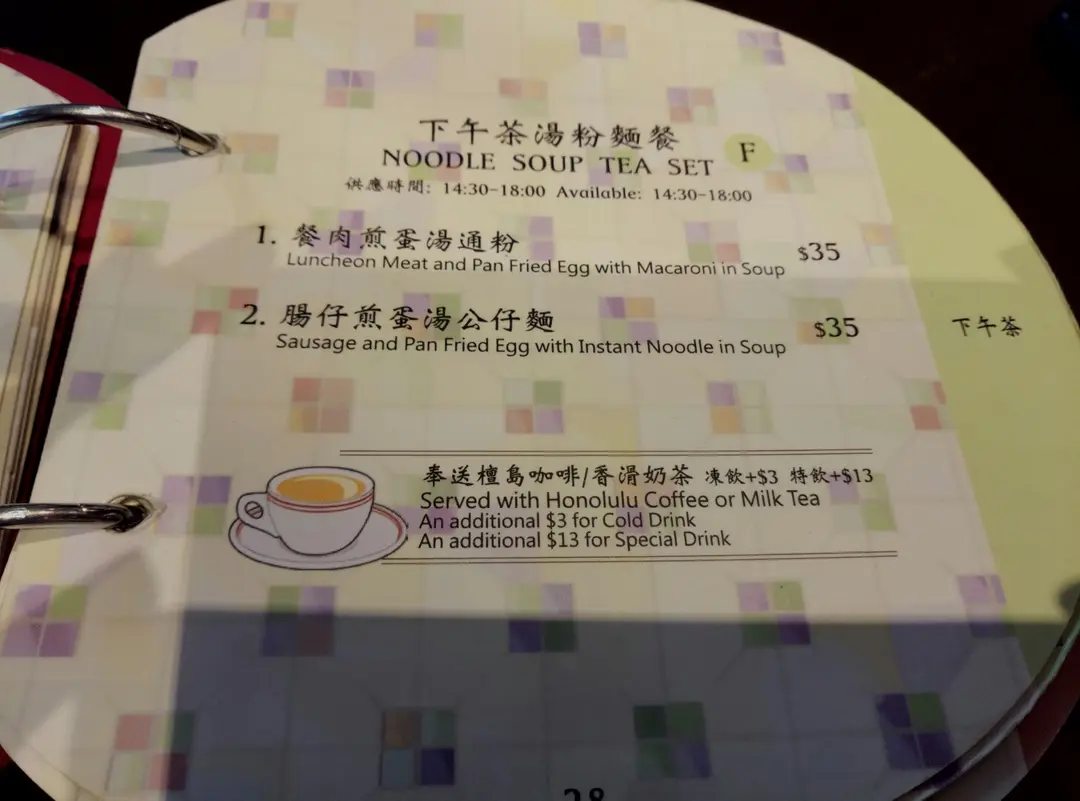 下午茶湯粉麵餐
NOODLE SOUP TEA SET F
供應時間: 14:30-18:00 Available: 14:30-18:00
1. 餐肉煎蛋湯通粉 $35
Luncheon Meat and Pan Fried Egg with Macaroni in Soup
2. 腸仔煎蛋湯公仔麵 $35
Sausage and Pan Fried Egg with Instant Noodle in Soup
下午茶
奉送檀島咖啡/香滑奶茶 凍飲+$3 特飲+$13
Served with Honolulu Coffee or Milk Tea
An additional $3 for Cold Drink
An additional $13 for Special Drink